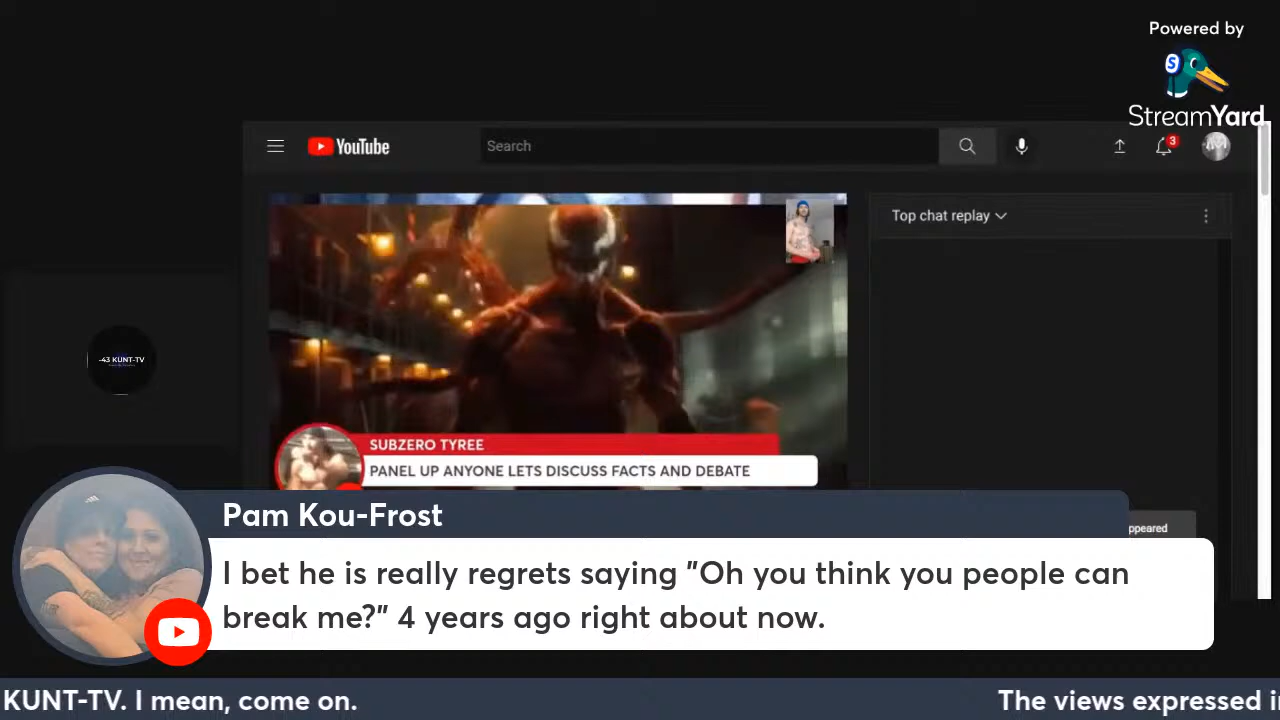 Powered by
StreamYard
YouTube
Search
3
Top chat replay
-43 KUNT-TV
SUBZERO TYREE
PANEL UP ANYONE LETS DISCUSS FACTS AND DEBATE
ppeared
Pam Kou-Frost
I bet he is really regrets saying "Oh you think you people can
break me?" 4 years ago right about now.
KUNT-TV. I mean, come on.
The views expressed i